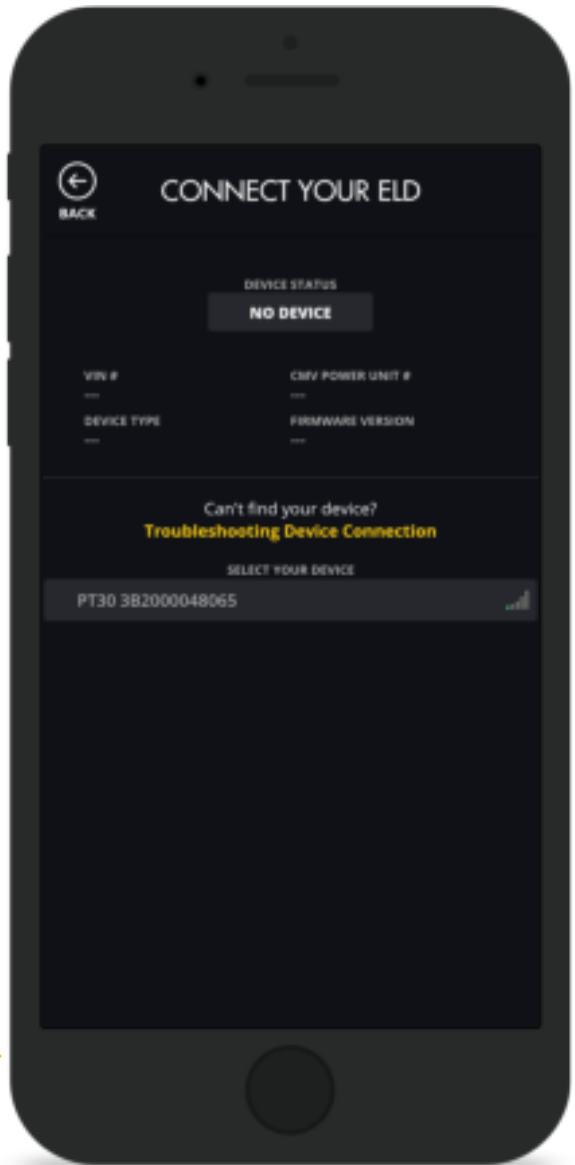 BACK
CONNECT YOUR ELD
DEVICE STATUS
NO DEVICE
VIN # CMV POWER UNIT #
--- ---
DEVICE TYPE FIRMWARE VERSION
--- ---
Can't find your device?
Troubleshooting Device Connection
SELECT YOUR DEVICE
PT30 3B2000048065